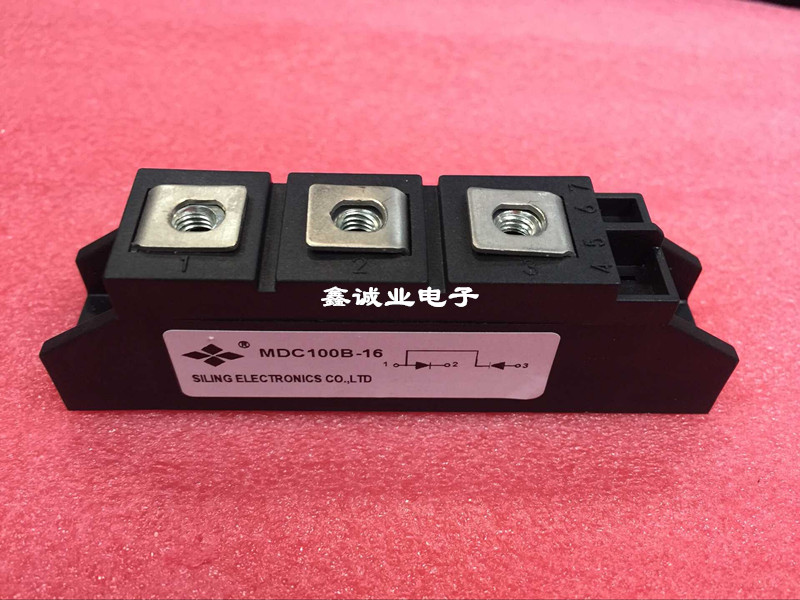 1 2 3 4 5 6 7
鑫诚业电子
® MDC100B-16
1 2 3
SILING ELECTRONICS CO.,LTD